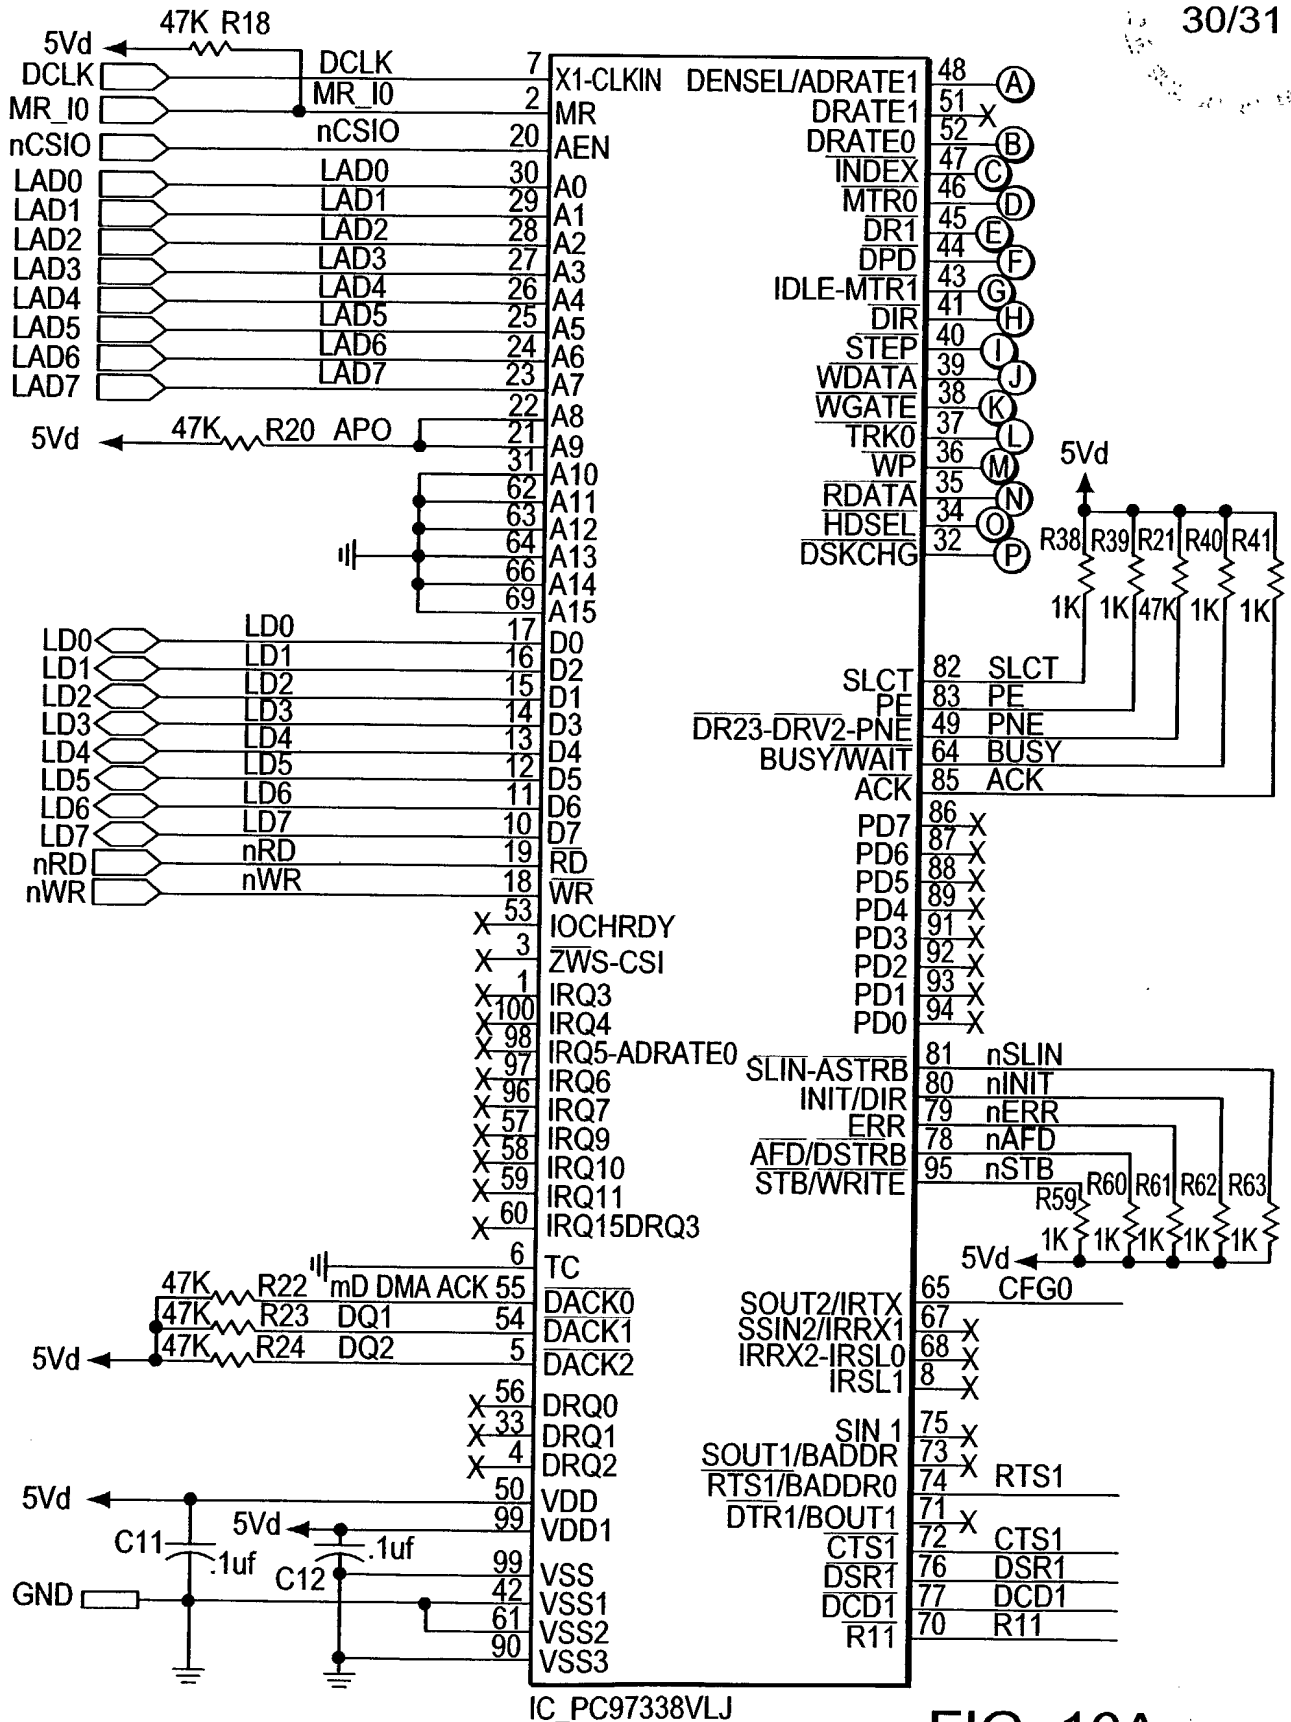 30/31
47K R18
5Vd
DCLK DCLK 7 X1-CLKIN
MR_I0 MR_I0 2 MR
nCSIO nCSIO 20 AEN
LAD0 LAD0 30 A0
LAD1 LAD1 29 A1
LAD2 LAD2 28 A2
LAD3 LAD3 27 A3
LAD4 LAD4 26 A4
LAD5 LAD5 25 A5
LAD6 LAD6 24 A6
LAD7 LAD7 23 A7
22 A8
5Vd 47K R20 APO 21 A9
31 A10
62 A11
63 A12
64 A13
66 A14
69 A15
LD0 LD0 17 D0
LD1 LD1 16 D2
LD2 LD2 15 D1
LD3 LD3 14 D3
LD4 LD4 13 D4
LD5 LD5 12 D5
LD6 LD6 11 D6
LD7 LD7 10 D7
nRD nRD 19 RD
nWR nWR 18 WR
X 53 IOCHRDY
X 3 ZWS-CSI
X 1 IRQ3
X 100 IRQ4
X 98 IRQ5-ADRATE0
X 97 IRQ6
X 96 IRQ7
X 57 IRQ9
X 58 IRQ10
X 59 IRQ11
X 60 IRQ15DRQ3
6 TC
47K R22 mD DMA ACK 55 DACK0
47K R23 DQ1 54 DACK1
5Vd 47K R24 DQ2 5 DACK2
X 56 DRQ0
X 33 DRQ1
X 4 DRQ2
5Vd 50 VDD
5Vd 99 VDD1
C11 .1uf
C12 .1uf
99 VSS
GND 42 VSS1
61 VSS2
90 VSS3
DENSEL/ADRATE1 48 A
DRATE1 51 X
DRATE0 52 B
INDEX 47 C
MTR0 46 D
DR1 45 E
DPD 44 F
IDLE-MTR1 43 G
DIR 41 H
STEP 40 I
WDATA 39 J
WGATE 38 K
TRK0 37 L
WP 36 M
RDATA 35 N
HDSEL 34 O
DSKCHG 32 P
5Vd
R38 R39 R21 R40 R41
1K 1K 47K 1K 1K
SLCT 82 SLCT
PE 83 PE
DR23-DRV2-PNE 49 PNE
BUSY/WAIT 64 BUSY
ACK 85 ACK
PD7 86 X
PD6 87 X
PD5 88 X
PD4 89 X
PD3 91 X
PD2 92 X
PD1 93 X
PD0 94 X
SLIN-ASTRB 81 nSLIN
INIT/DIR 80 nINIT
ERR 79 nERR
AFD/DSTRB 78 nAFD
STB/WRITE 95 nSTB
R59 R60 R61 R62 R63
1K 1K 1K 1K 1K
5Vd
SOUT2/IRTX 65 CFG0
SSIN2/IRRX1 67 X
IRRX2-IRSL0 68 X
IRSL1 8 X
SIN 1 75 X
SOUT1/BADDR 73 X
RTS1/BADDR0 74 RTS1
DTR1/BOUT1 71 X
CTS1 72 CTS1
DSR1 76 DSR1
DCD1 77 DCD1
R11 70 R11
IC_PC97338VLJ